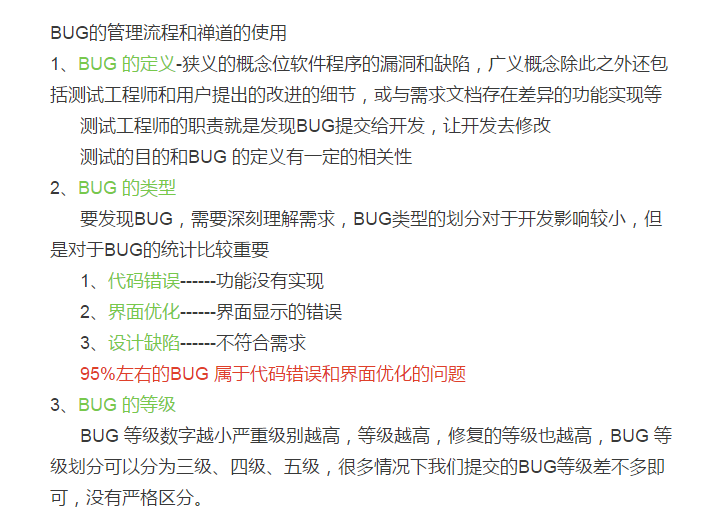 BUG的管理流程和禅道的使用
1、BUG 的定义-狭义的概念位软件程序的漏洞和缺陷，广义概念除此之外还包
括测试工程师和用户提出的改进的细节，或与需求文档存在差异的功能实现等
测试工程师的职责就是发现BUG提交给开发，让开发去修改
测试的目的和BUG 的定义有一定的相关性
2、BUG 的类型
要发现BUG，需要深刻理解需求，BUG类型的划分对于开发影响较小，但
是对于BUG的统计比较重要
1、代码错误------功能没有实现
2、界面优化------界面显示的错误
3、设计缺陷------不符合需求
95%左右的BUG 属于代码错误和界面优化的问题
3、BUG 的等级
BUG 等级数字越小严重级别越高，等级越高，修复的等级也越高，BUG 等
级划分可以分为三级、四级、五级，很多情况下我们提交的BUG等级差不多即
可，没有严格区分。